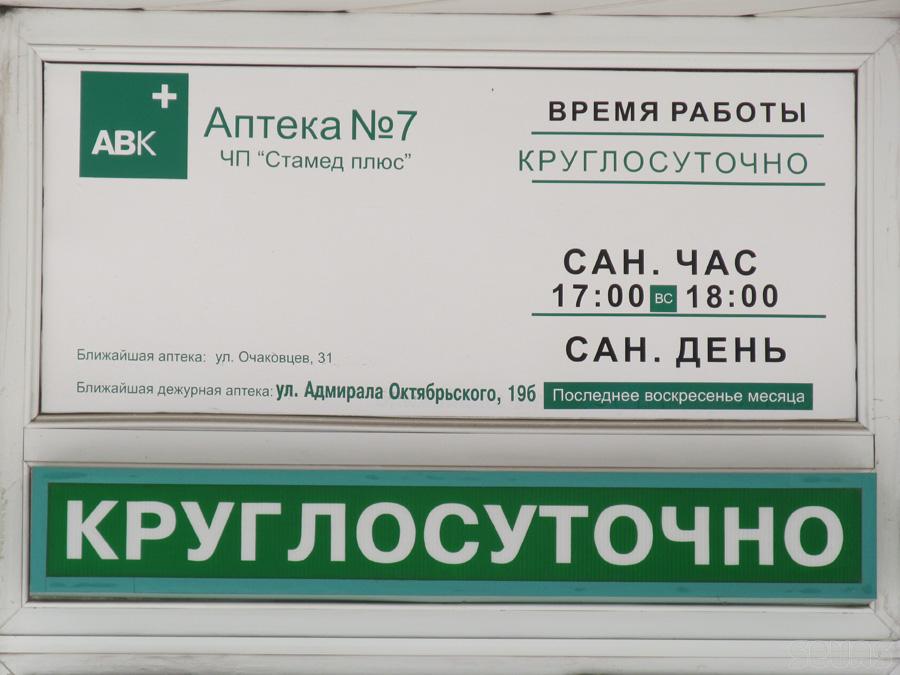 АВК
Аптека №7
ЧП “Стамед плюс”
ВРЕМЯ РАБОТЫ
КРУГЛОСУТОЧНО
САН. ЧАС
17:00 ВС 18:00
САН. ДЕНЬ
Последнее воскресенье месяца
Ближайшая аптека: ул. Очаковцев, 31
Ближайшая дежурная аптека: ул. Адмирала Октябрьского, 19б
КРУГЛОСУТОЧНО